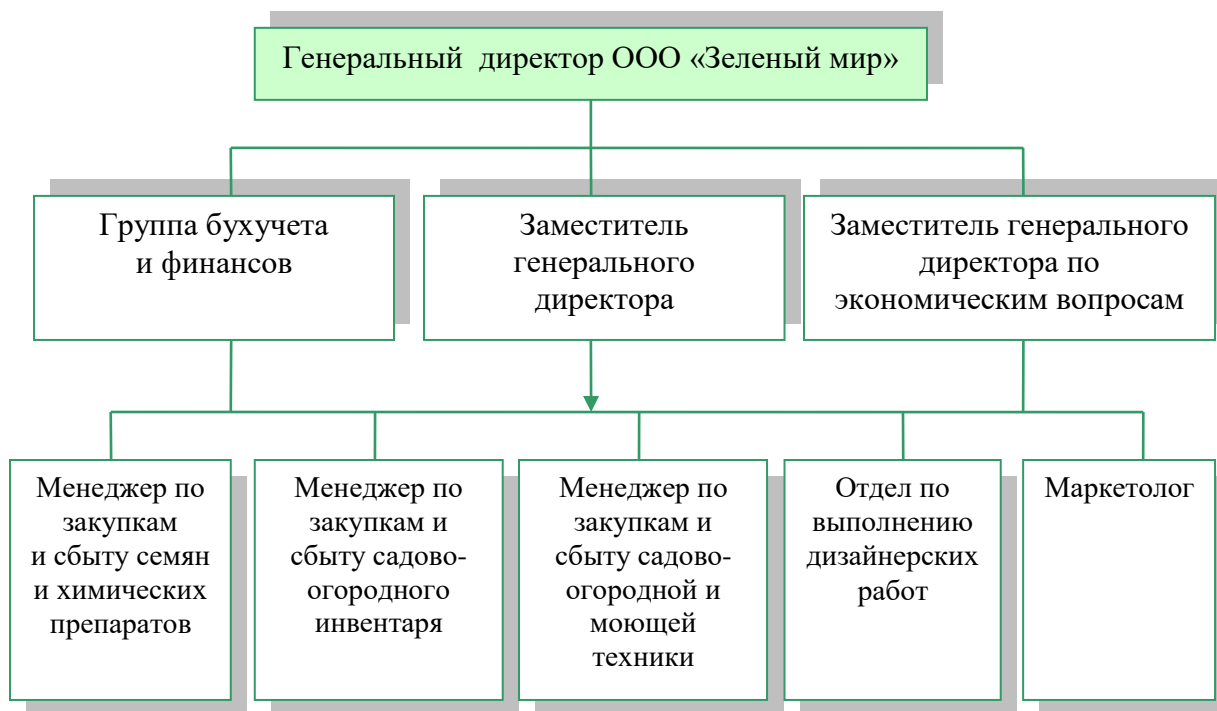 Генеральный директор ООО «Зеленый мир»
Группа бухучета
и финансов
Заместитель
генерального
директора
Заместитель генерального
директора по
экономическим вопросам
Менеджер по
закупкам
и сбыту семян
и химических
препаратов
Менеджер по
закупкам и
сбыту садово-
огородного
инвентаря
Менеджер по
закупкам и
сбыту садово-
огородной и
моющей
техники
Отдел по
выполнению
дизайнерских
работ
Маркетолог